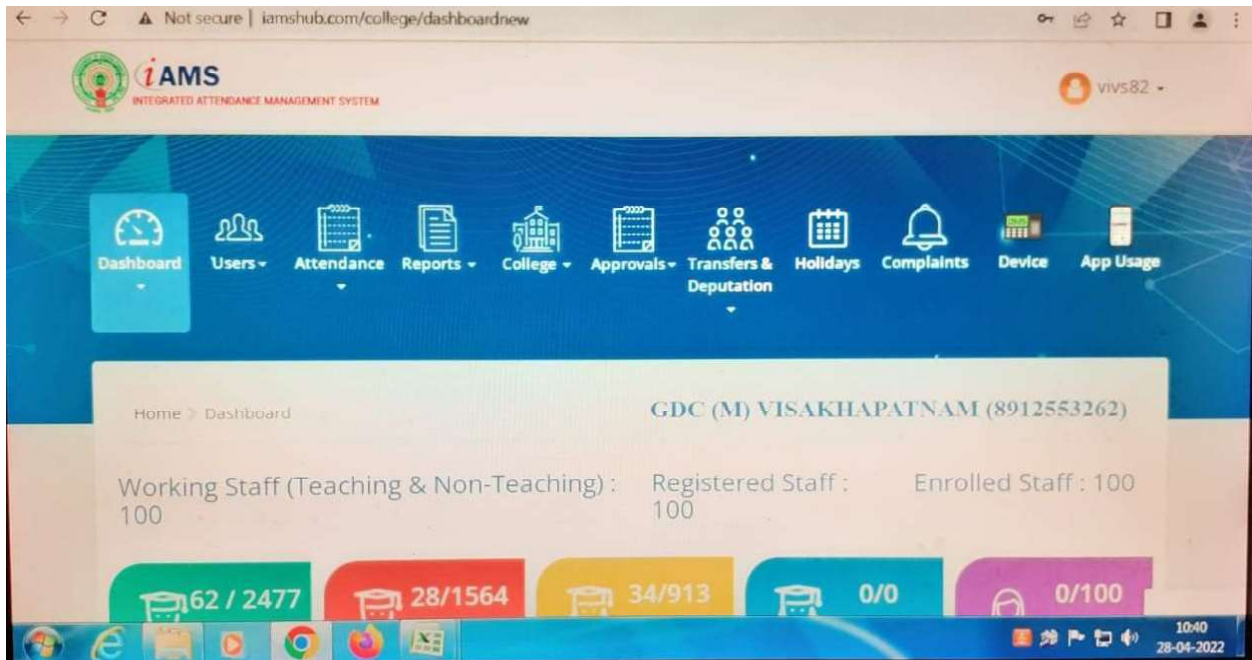 Not secure | iamshub.com/college/dashboardnew
iAMS
INTEGRATED ATTENDANCE MANAGEMENT SYSTEM
vivs82
Dashboard
Users
Attendance
Reports
College
Approvals
Transfers &
Deputation
Holidays
Complaints
Device
App Usage
Home > Dashboard
GDC (M) VISAKHAPATNAM (8912553262)
Working Staff (Teaching & Non-Teaching) :
100
Registered Staff :
100
Enrolled Staff : 100
62 / 2477
28/1564
34/913
0/0
0/100
10:40
28-04-2022